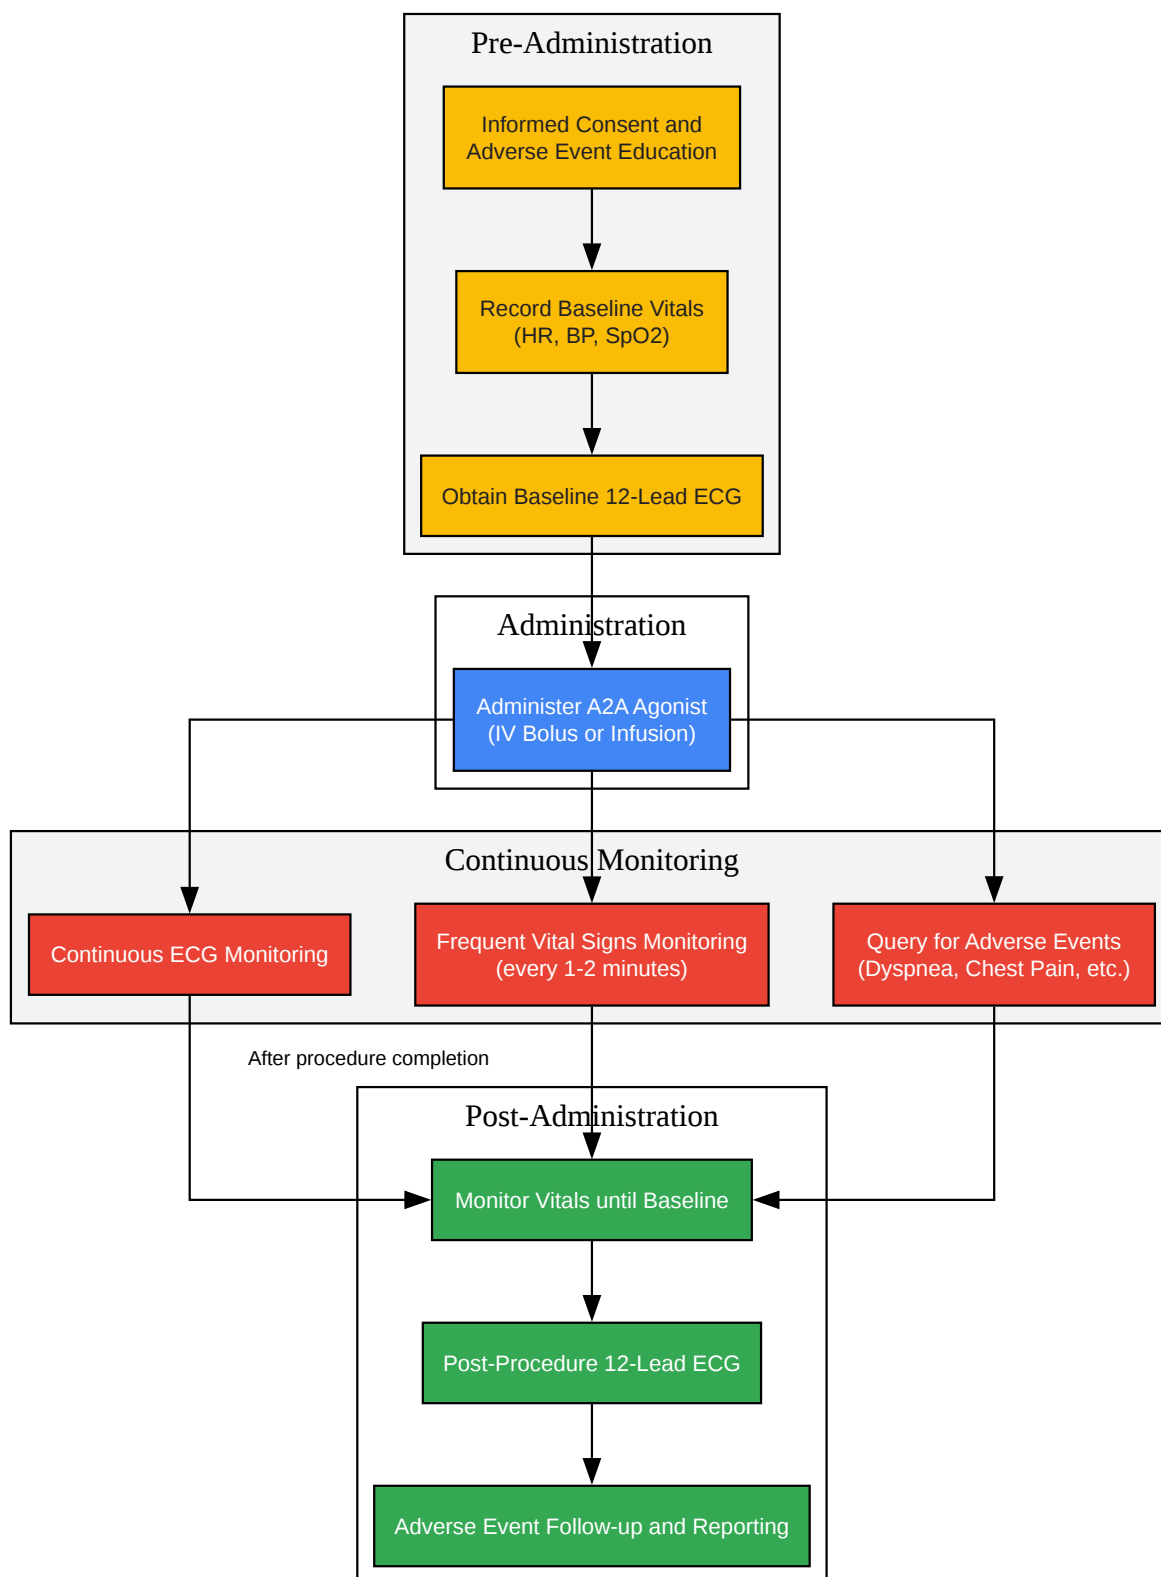 Pre-Administration
Informed Consent and
Adverse Event Education
Record Baseline Vitals
(HR, BP, SpO2)
Obtain Baseline 12-Lead ECG
Administration
Administer A2A Agonist
(IV Bolus or Infusion)
Continuous Monitoring
Continuous ECG Monitoring
Frequent Vital Signs Monitoring
(every 1-2 minutes)
Query for Adverse Events
(Dyspnea, Chest Pain, etc.)
After procedure completion
Post-Administration
Monitor Vitals until Baseline
Post-Procedure 12-Lead ECG
Adverse Event Follow-up and Reporting